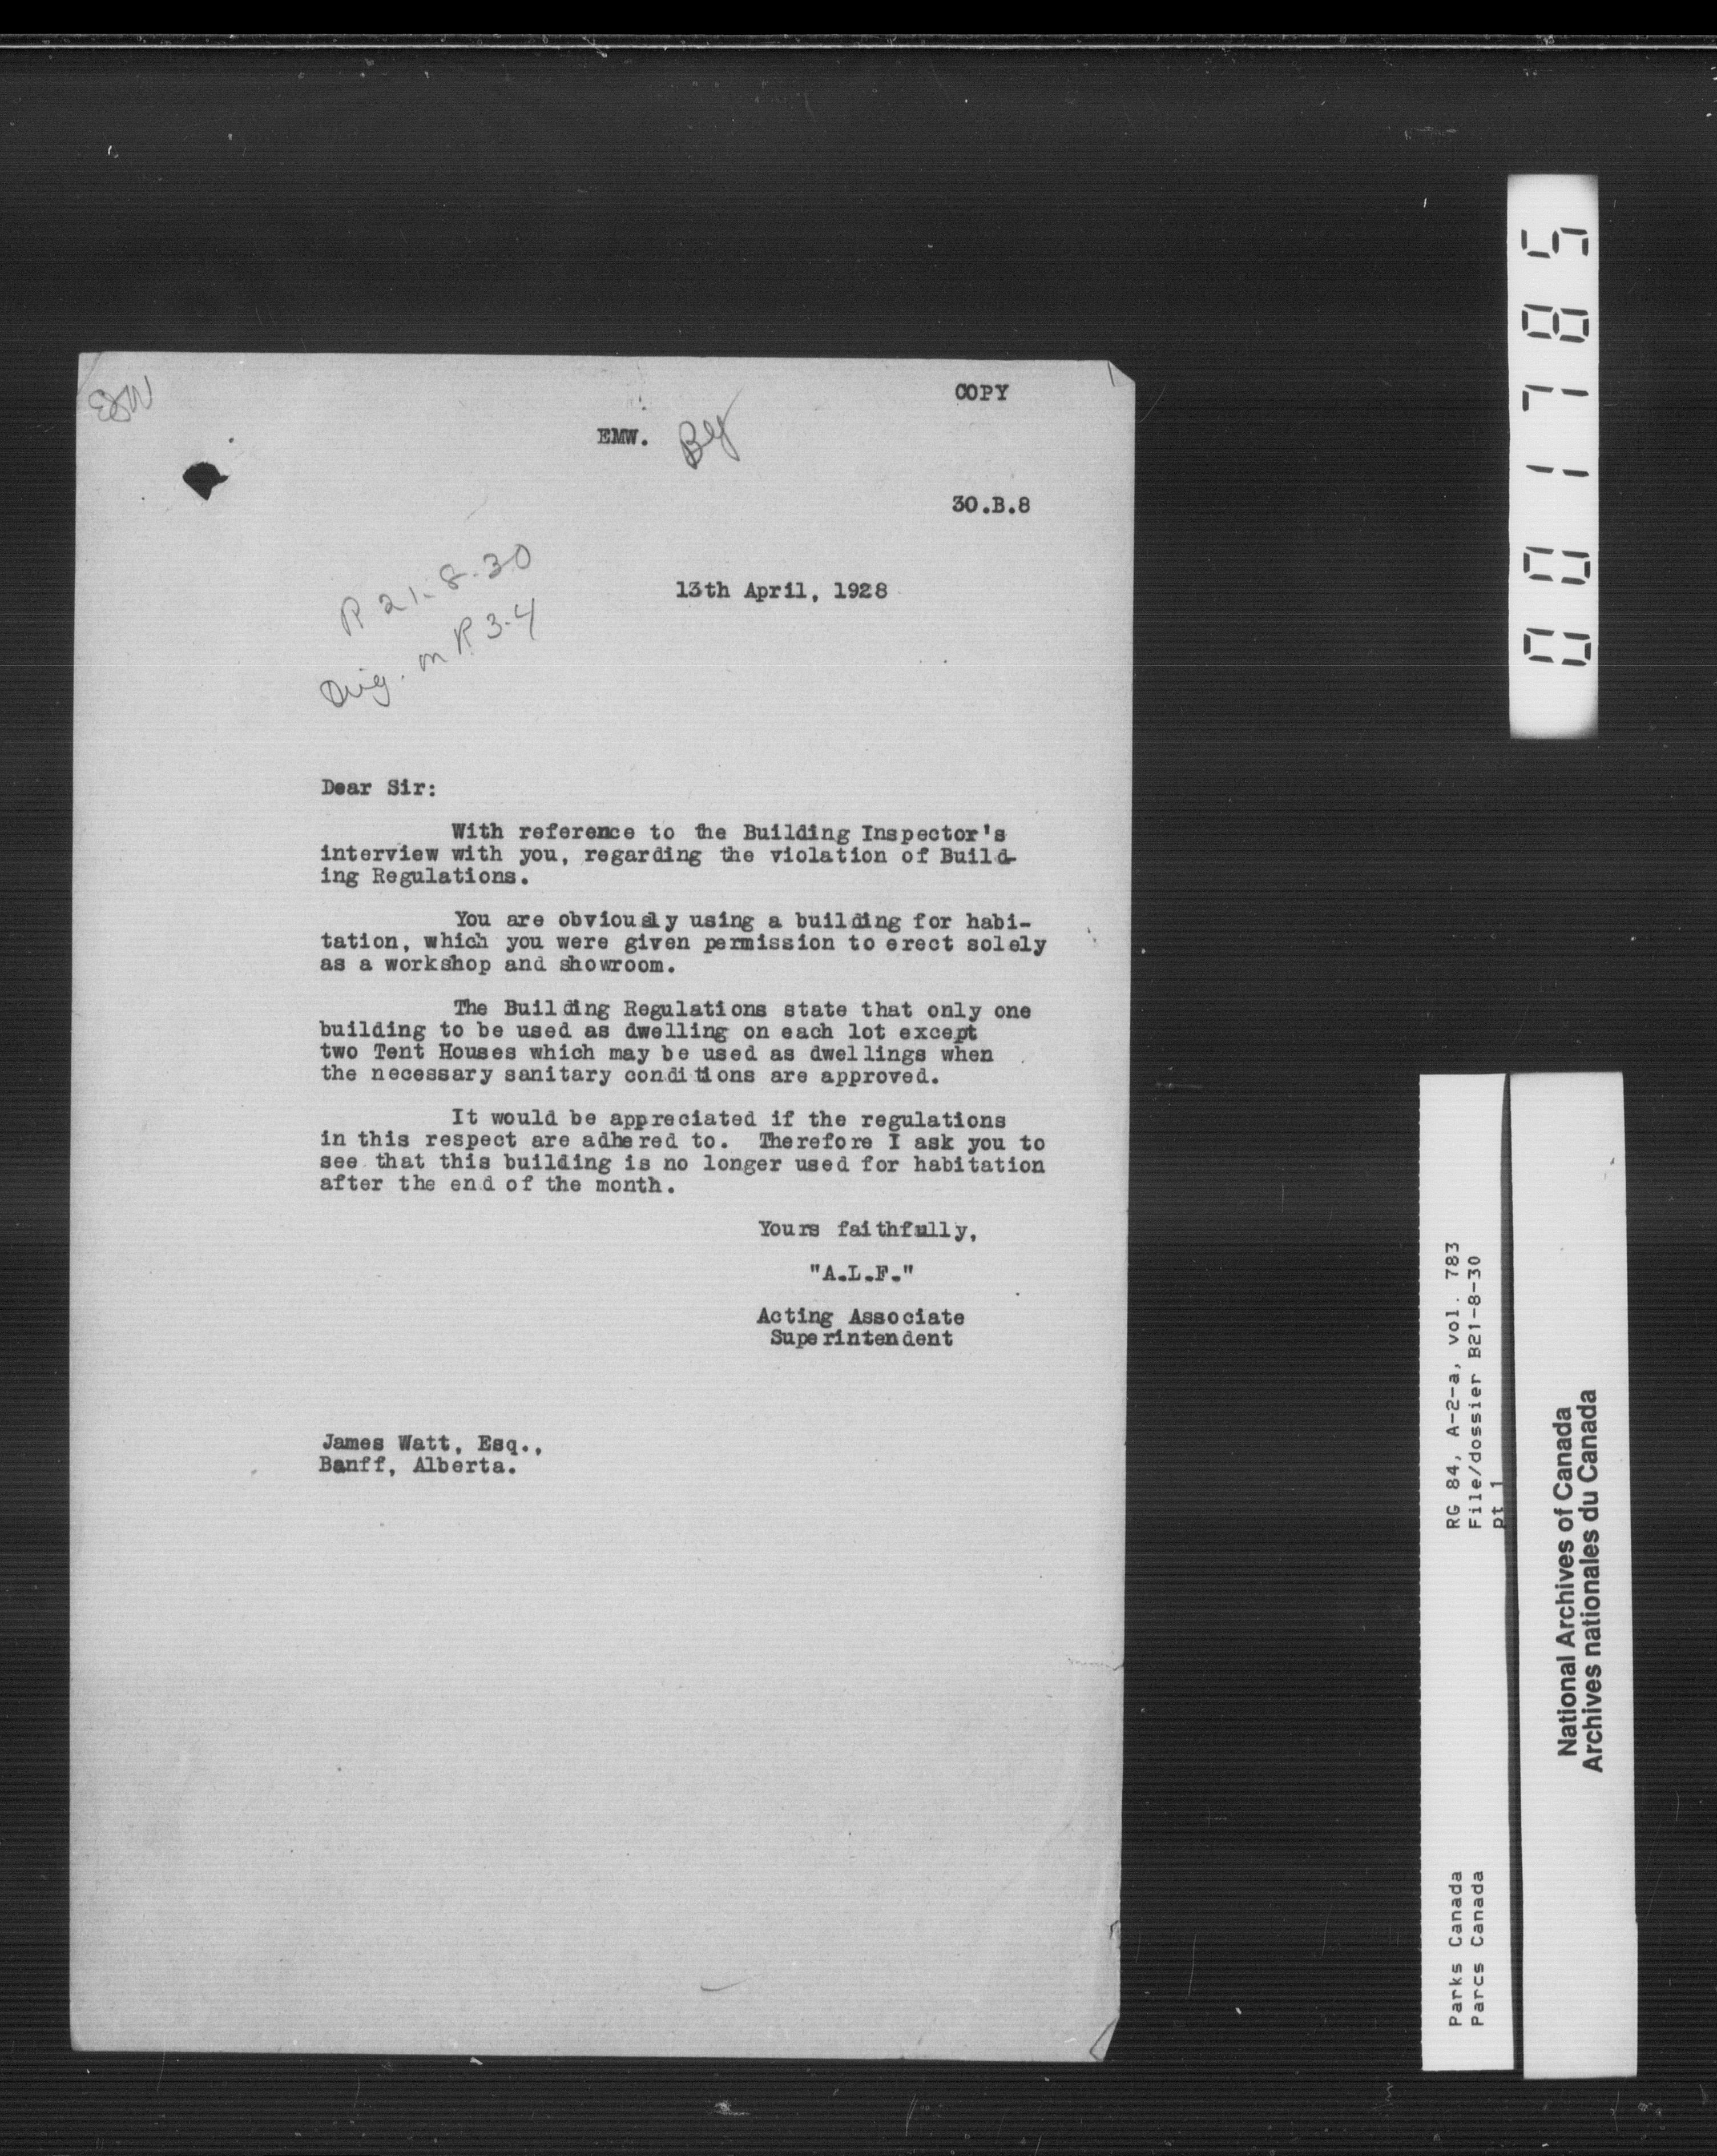 COPY
EMW. By
30.B.8
R 21-8-30
Orig. on R 3-4
13th April, 1928
Dear Sir:
With reference to the Building Inspector's
interview with you, regarding the violation of Build-
ing Regulations.
You are obviously using a building for habi-
tation, which you were given permission to erect solely
as a workshop and showroom.
The Building Regulations state that only one
building to be used as dwelling on each lot except
two Tent Houses which may be used as dwellings when
the necessary sanitary conditions are approved.
It would be appreciated if the regulations
in this respect are adhered to. Therefore I ask you to
see that this building is no longer used for habitation
after the end of the month.
Yours faithfully,
"A.L.F."
Acting Associate
Superintendent
James Watt, Esq.,
Banff, Alberta.
001785
RG 84, A-2-a, vol. 783
File/dossier B21-8-30
pt 1
Parks Canada
Parcs Canada
National Archives of Canada
Archives nationales du Canada